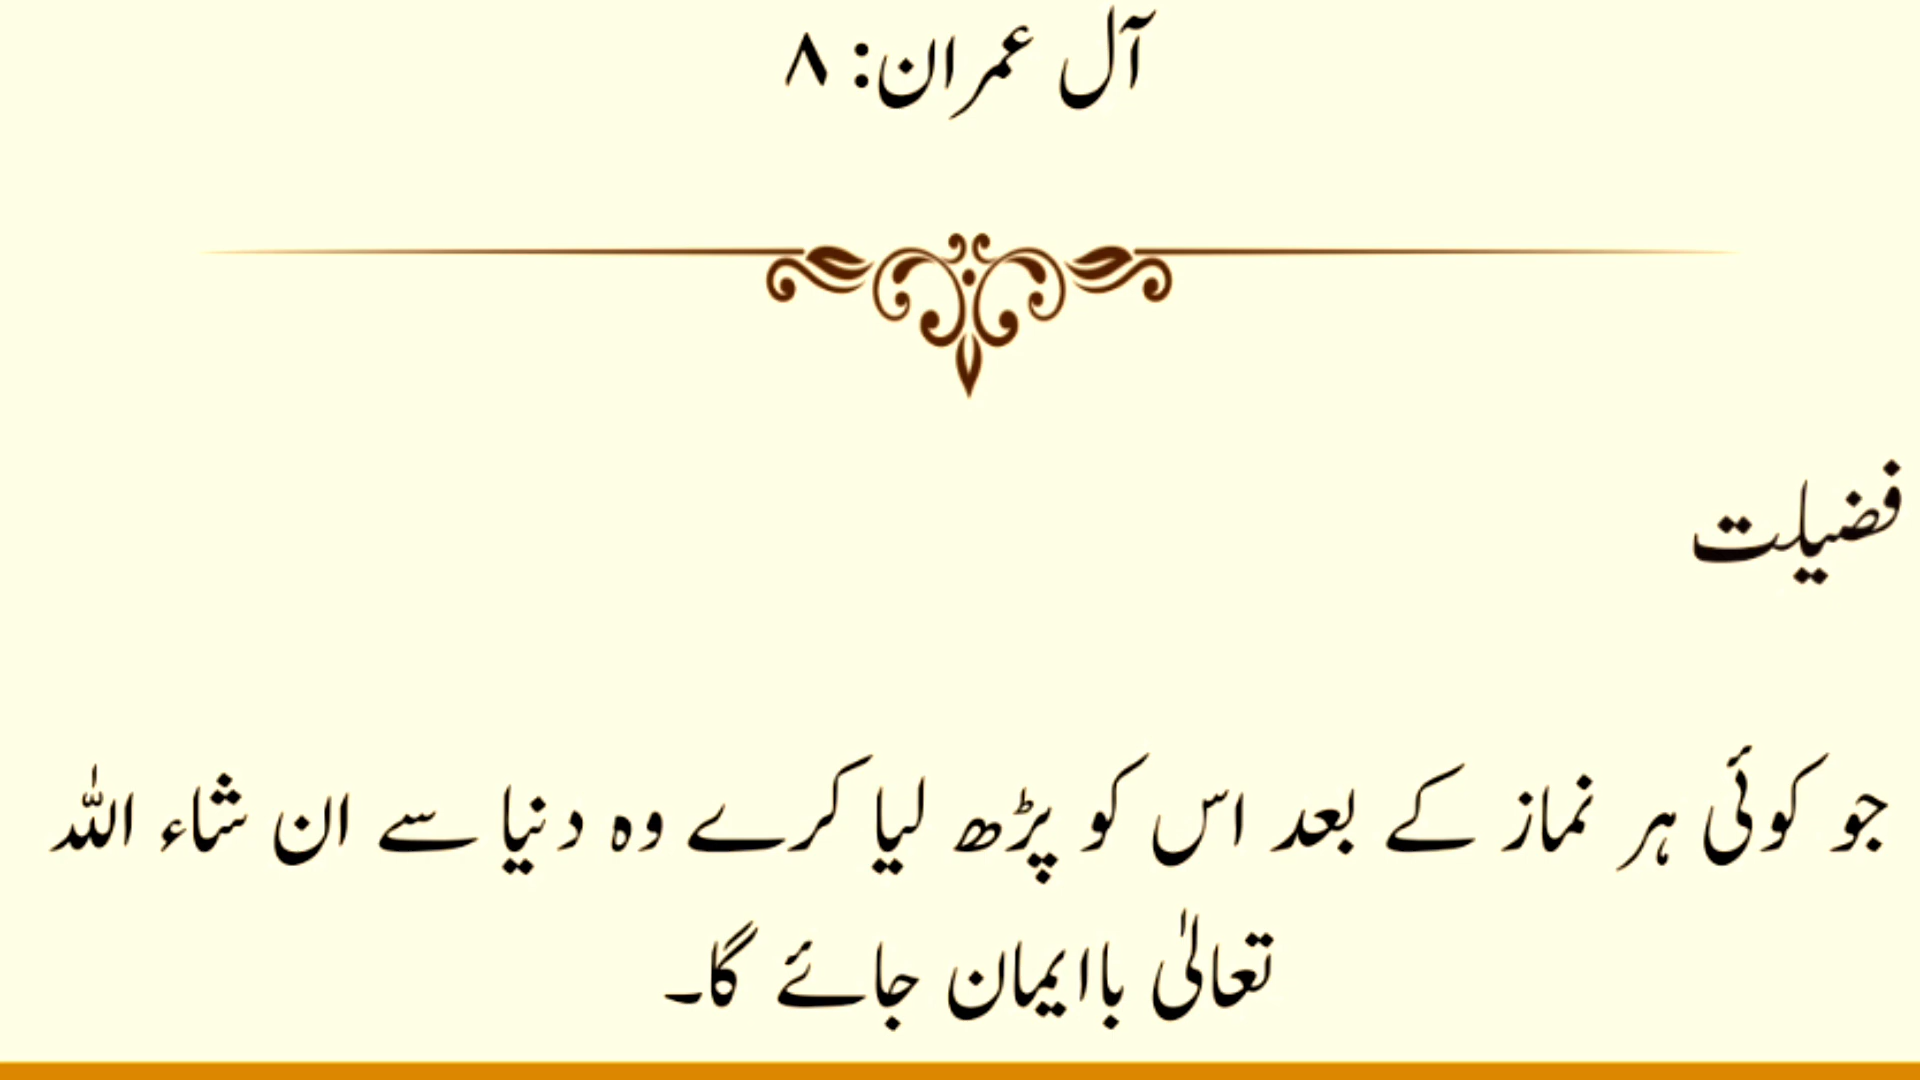 آل عمران: ۸
فضیلت
جو کوئی ہر نماز کے بعد اس کو پڑھ لیا کرے وہ دنیا سے ان شاء اللہ
تعالیٰ باایمان جائے گا۔